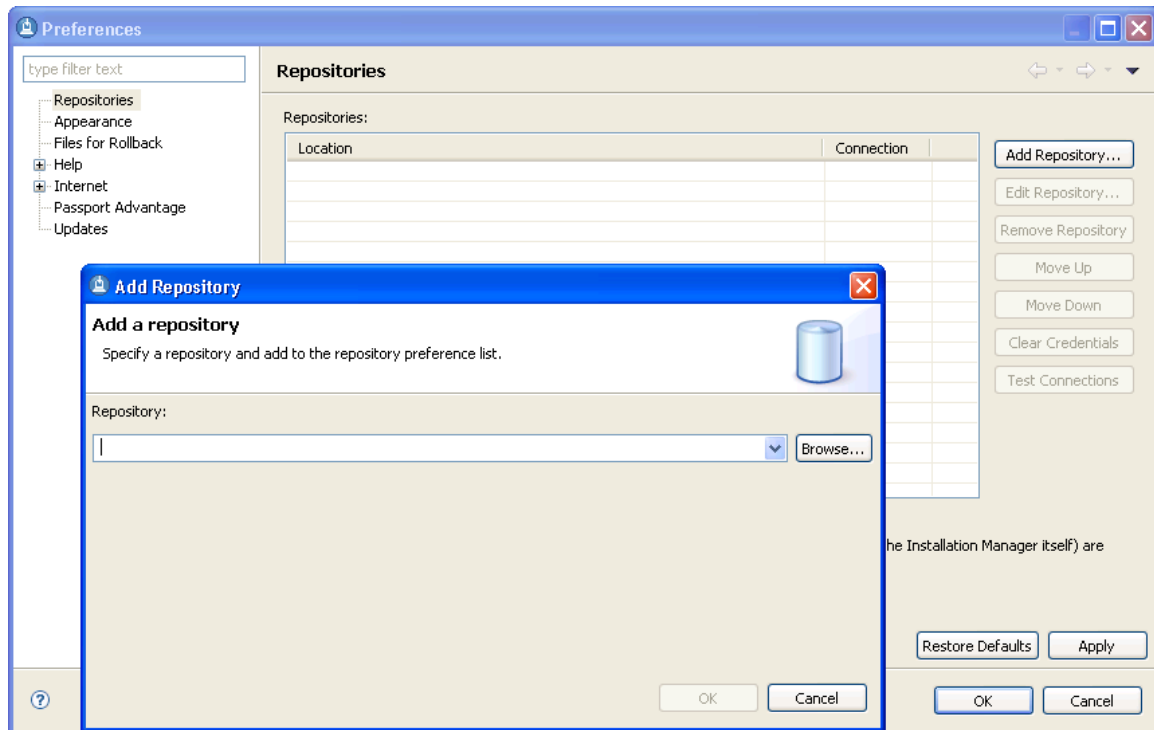 Preferences
type filter text
Repositories
Appearance
Files for Rollback
Help
Internet
Passport Advantage
Updates
Repositories
Repositories:
Location Connection
Add Repository...
Edit Repository...
Remove Repository
Move Up
Move Down
Clear Credentials
Test Connections
Add Repository
Add a repository
Specify a repository and add to the repository preference list.
Repository:
Browse...
OK Cancel
he Installation Manager itself) are
Restore Defaults Apply
? OK Cancel